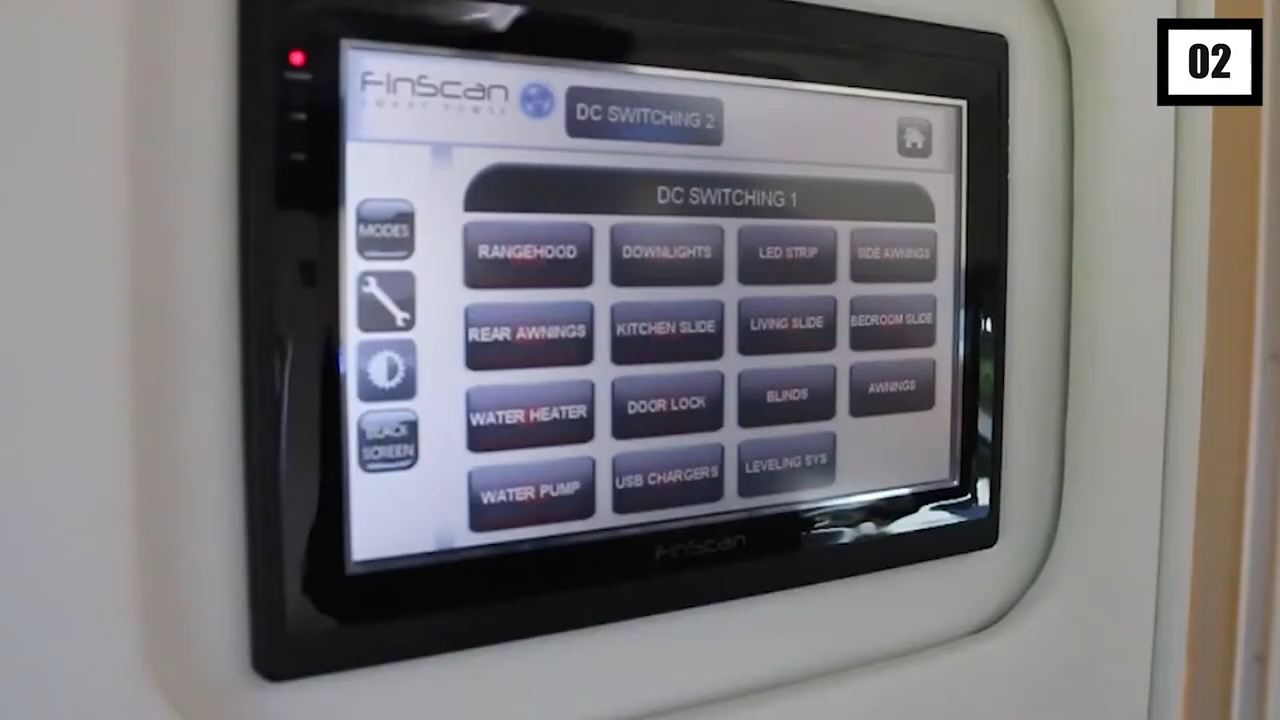 02
FinScan
SMART POWER
DC SWITCHING 2
DC SWITCHING 1
MODES
RANGEHOOD
DOWNLIGHTS
LED STRIP
SIDE AWNINGS
REAR AWNINGS
KITCHEN SLIDE
LIVING SLIDE
BEDROOM SLIDE
WATER HEATER
DOOR LOCK
BLINDS
AWNINGS
BLACK
SCREEN
WATER PUMP
USB CHARGERS
LEVELING SYS
FinScan